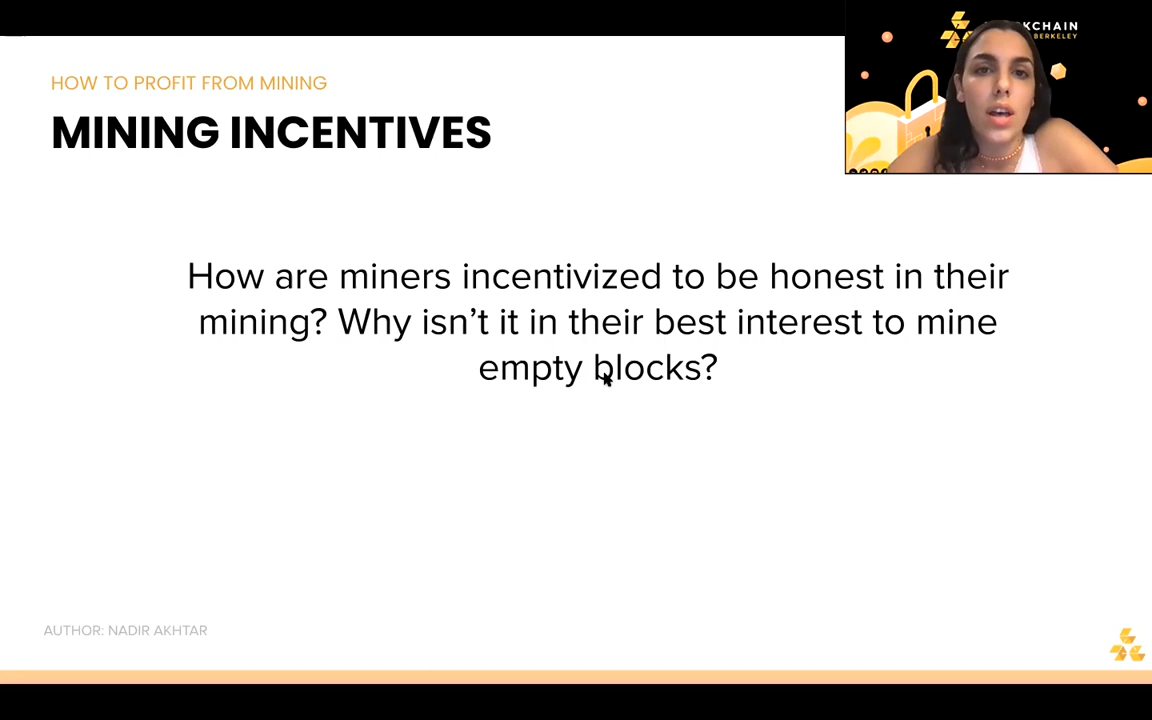 HOW TO PROFIT FROM MINING
MINING INCENTIVES
How are miners incentivized to be honest in their
mining? Why isn't it in their best interest to mine
empty blocks?
AUTHOR: NADIR AKHTAR
BERKELEY